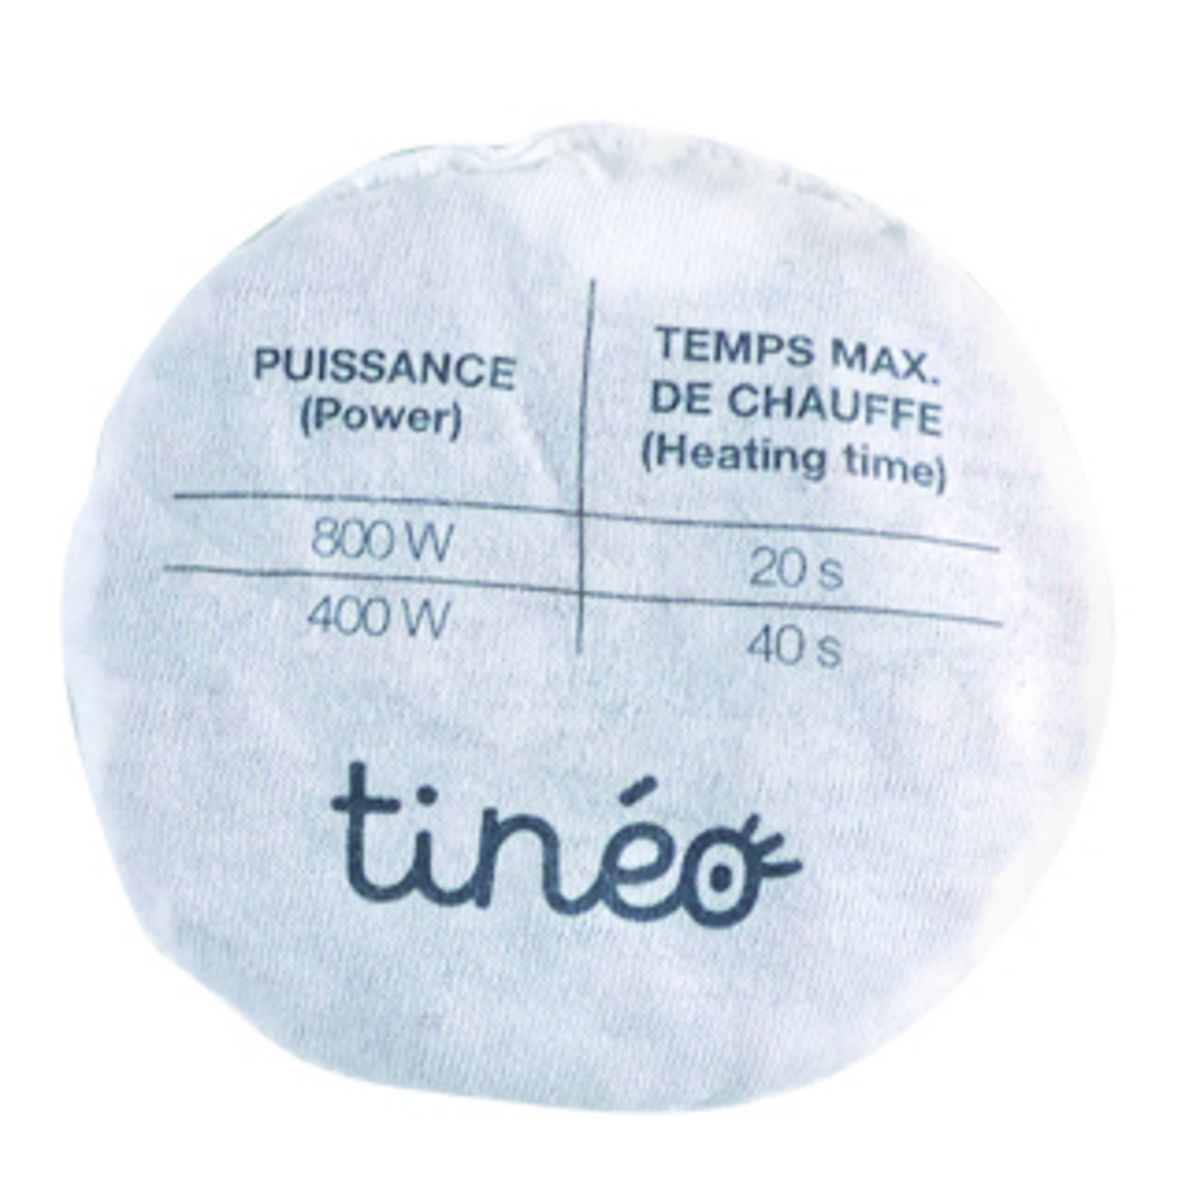 PUISSANCE
(Power)
TEMPS MAX.
DE CHAUFFE
(Heating time)
800 W
20 s
400 W
40 s
tinéo